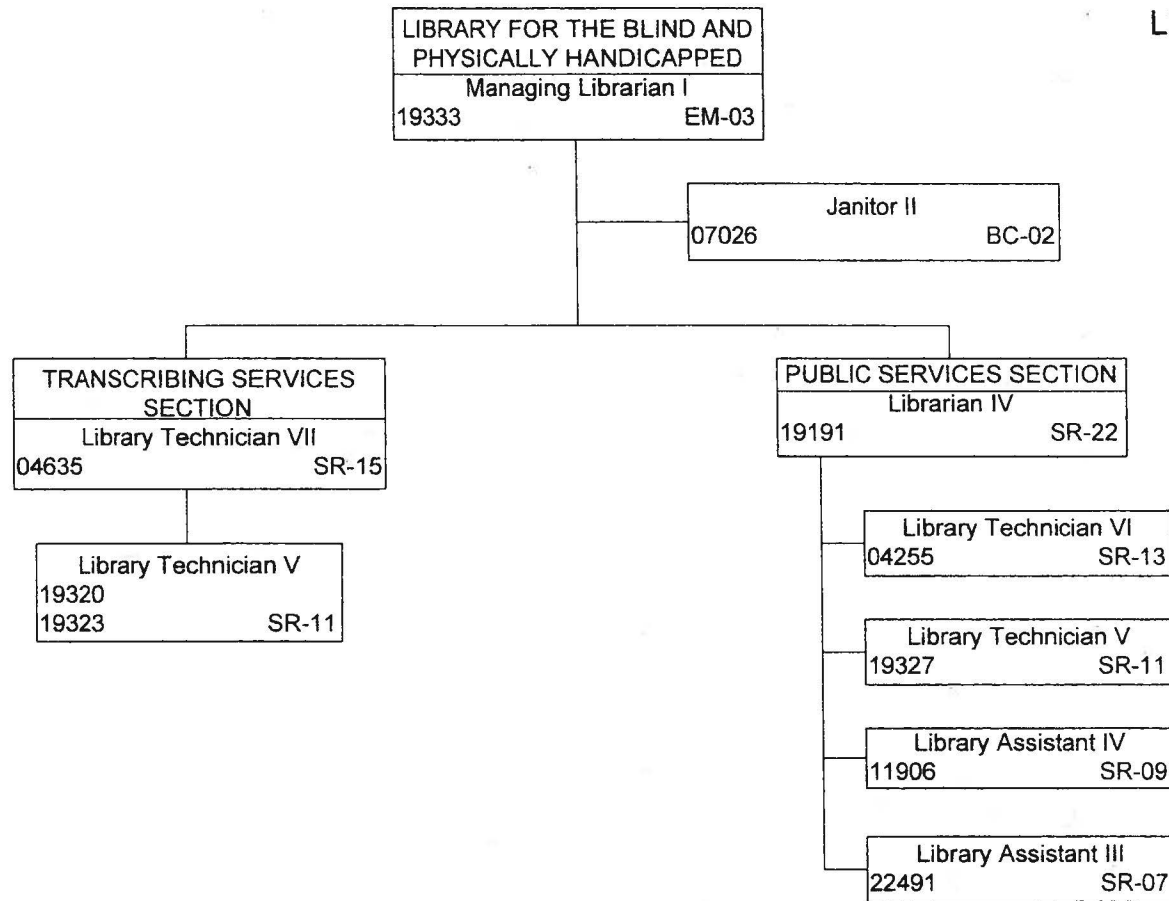 L
LIBRARY FOR THE BLIND AND
PHYSICALLY HANDICAPPED
Managing Librarian I
19333 EM-03
Janitor II
07026 BC-02
TRANSCRIBING SERVICES
SECTION
Library Technician VII
04635 SR-15
Library Technician V
19320
19323 SR-11
PUBLIC SERVICES SECTION
Librarian IV
19191 SR-22
Library Technician VI
04255 SR-13
Library Technician V
19327 SR-11
Library Assistant IV
11906 SR-09
Library Assistant III
22491 SR-07